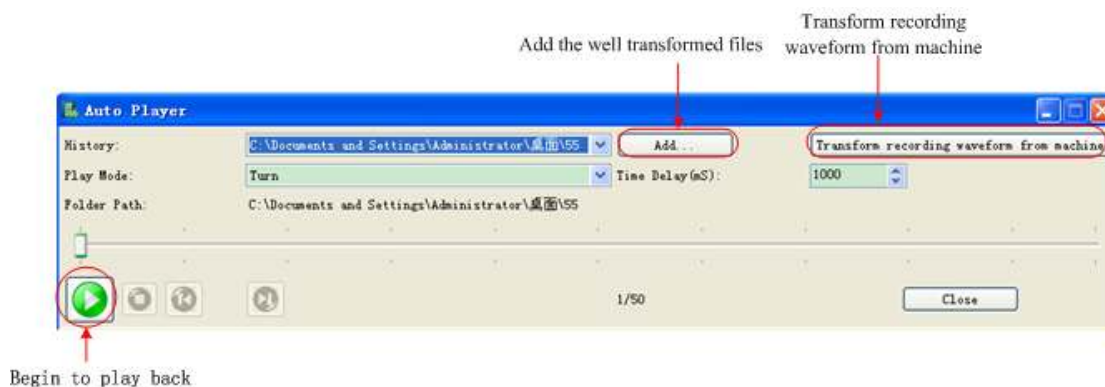 Transform recording
waveform from machine
Add the well transformed files
Auto Player
History: C:\Documents and Settings\Administrator\桌面\55 Add... Transform recording waveform from machine
Play Mode: Turn Time Delay(mS): 1000
Folder Path: C:\Documents and Settings\Administrator\桌面\55
1/50 Close
Begin to play back